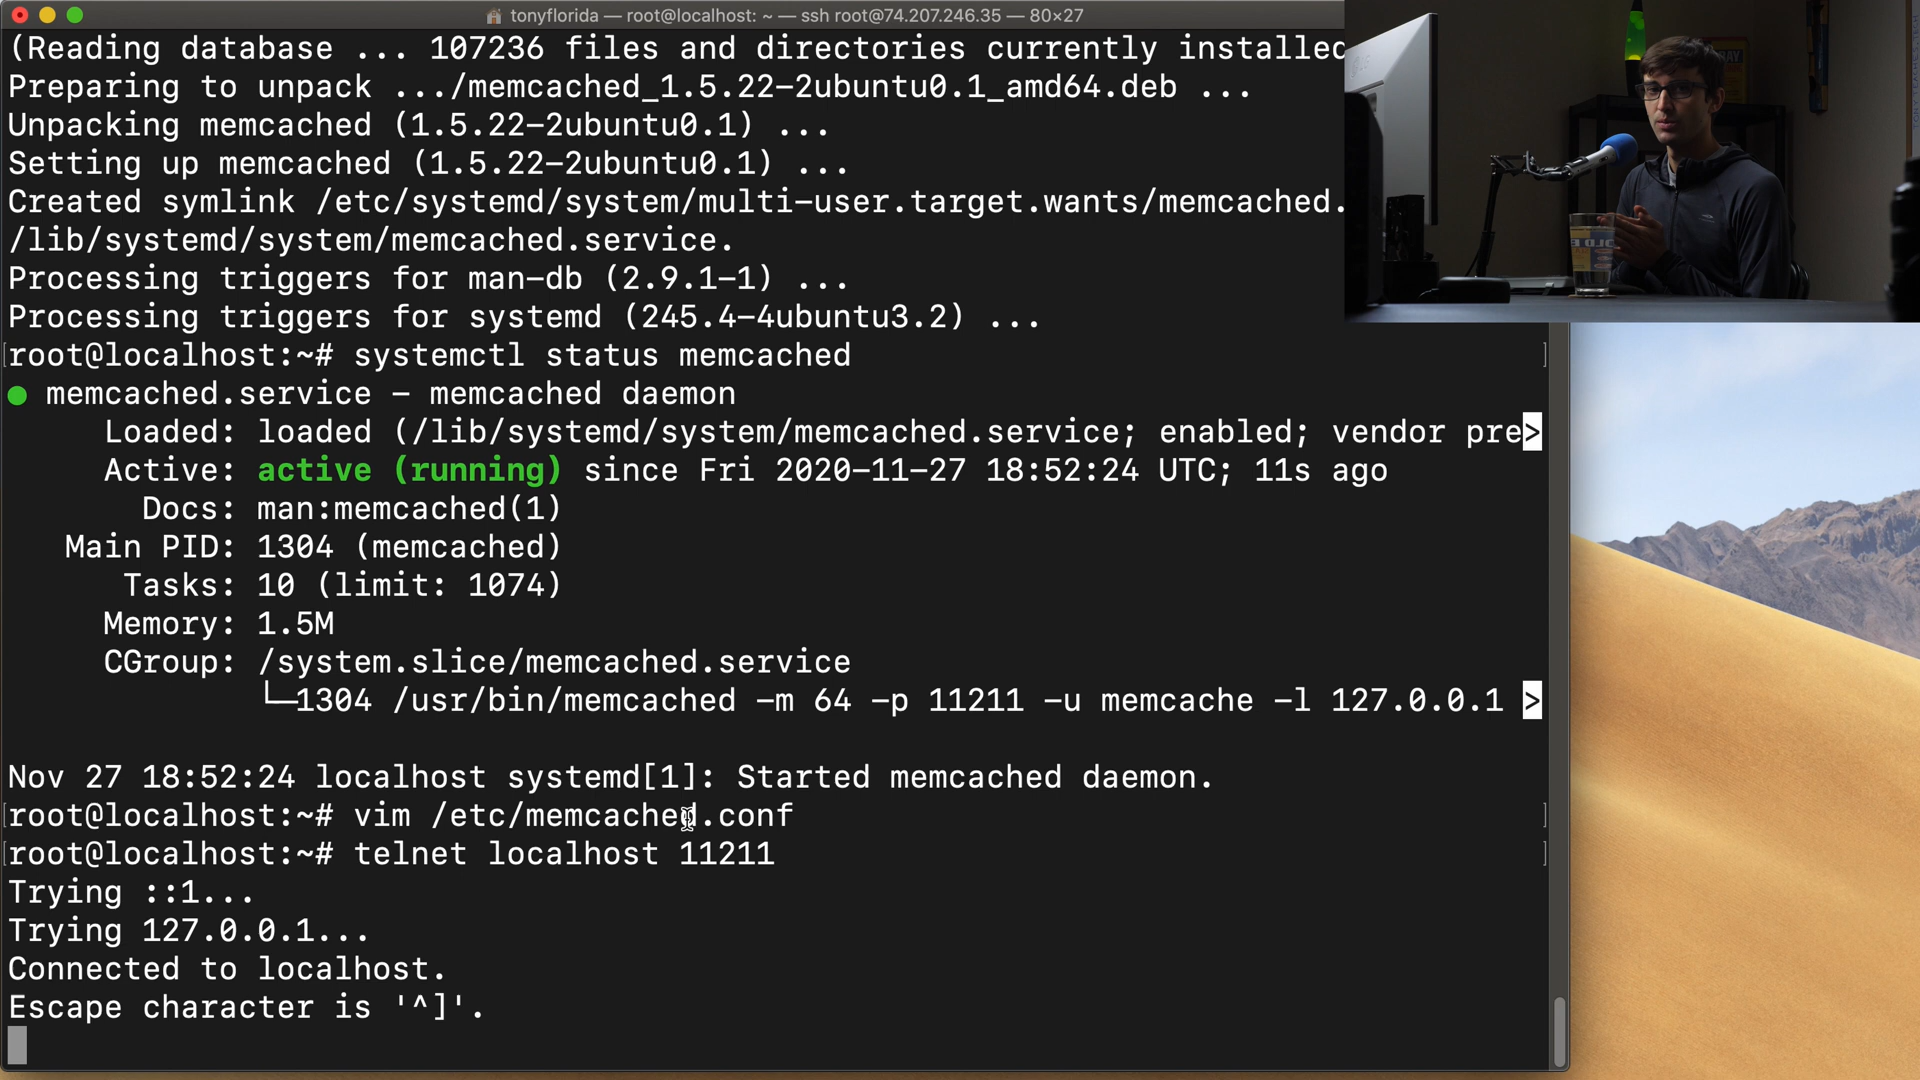 tonyflorida — root@localhost: ~ — ssh root@74.207.246.35 — 80×27
(Reading database ... 107236 files and directories currently installed
Preparing to unpack .../memcached_1.5.22-2ubuntu0.1_amd64.deb ...
Unpacking memcached (1.5.22-2ubuntu0.1) ...
Setting up memcached (1.5.22-2ubuntu0.1) ...
Created symlink /etc/systemd/system/multi-user.target.wants/memcached.
/lib/systemd/system/memcached.service.
Processing triggers for man-db (2.9.1-1) ...
Processing triggers for systemd (245.4-4ubuntu3.2) ...
[root@localhost:~# systemctl status memcached ]
● memcached.service - memcached daemon
Loaded: loaded (/lib/systemd/system/memcached.service; enabled; vendor pre>
Active: active (running) since Fri 2020-11-27 18:52:24 UTC; 11s ago
Docs: man:memcached(1)
Main PID: 1304 (memcached)
Tasks: 10 (limit: 1074)
Memory: 1.5M
CGroup: /system.slice/memcached.service
└─1304 /usr/bin/memcached -m 64 -p 11211 -u memcache -l 127.0.0.1 >
Nov 27 18:52:24 localhost systemd[1]: Started memcached daemon.
[root@localhost:~# vim /etc/memcached.conf ]
[root@localhost:~# telnet localhost 11211 ]
Trying ::1...
Trying 127.0.0.1...
Connected to localhost.
Escape character is '^]'.